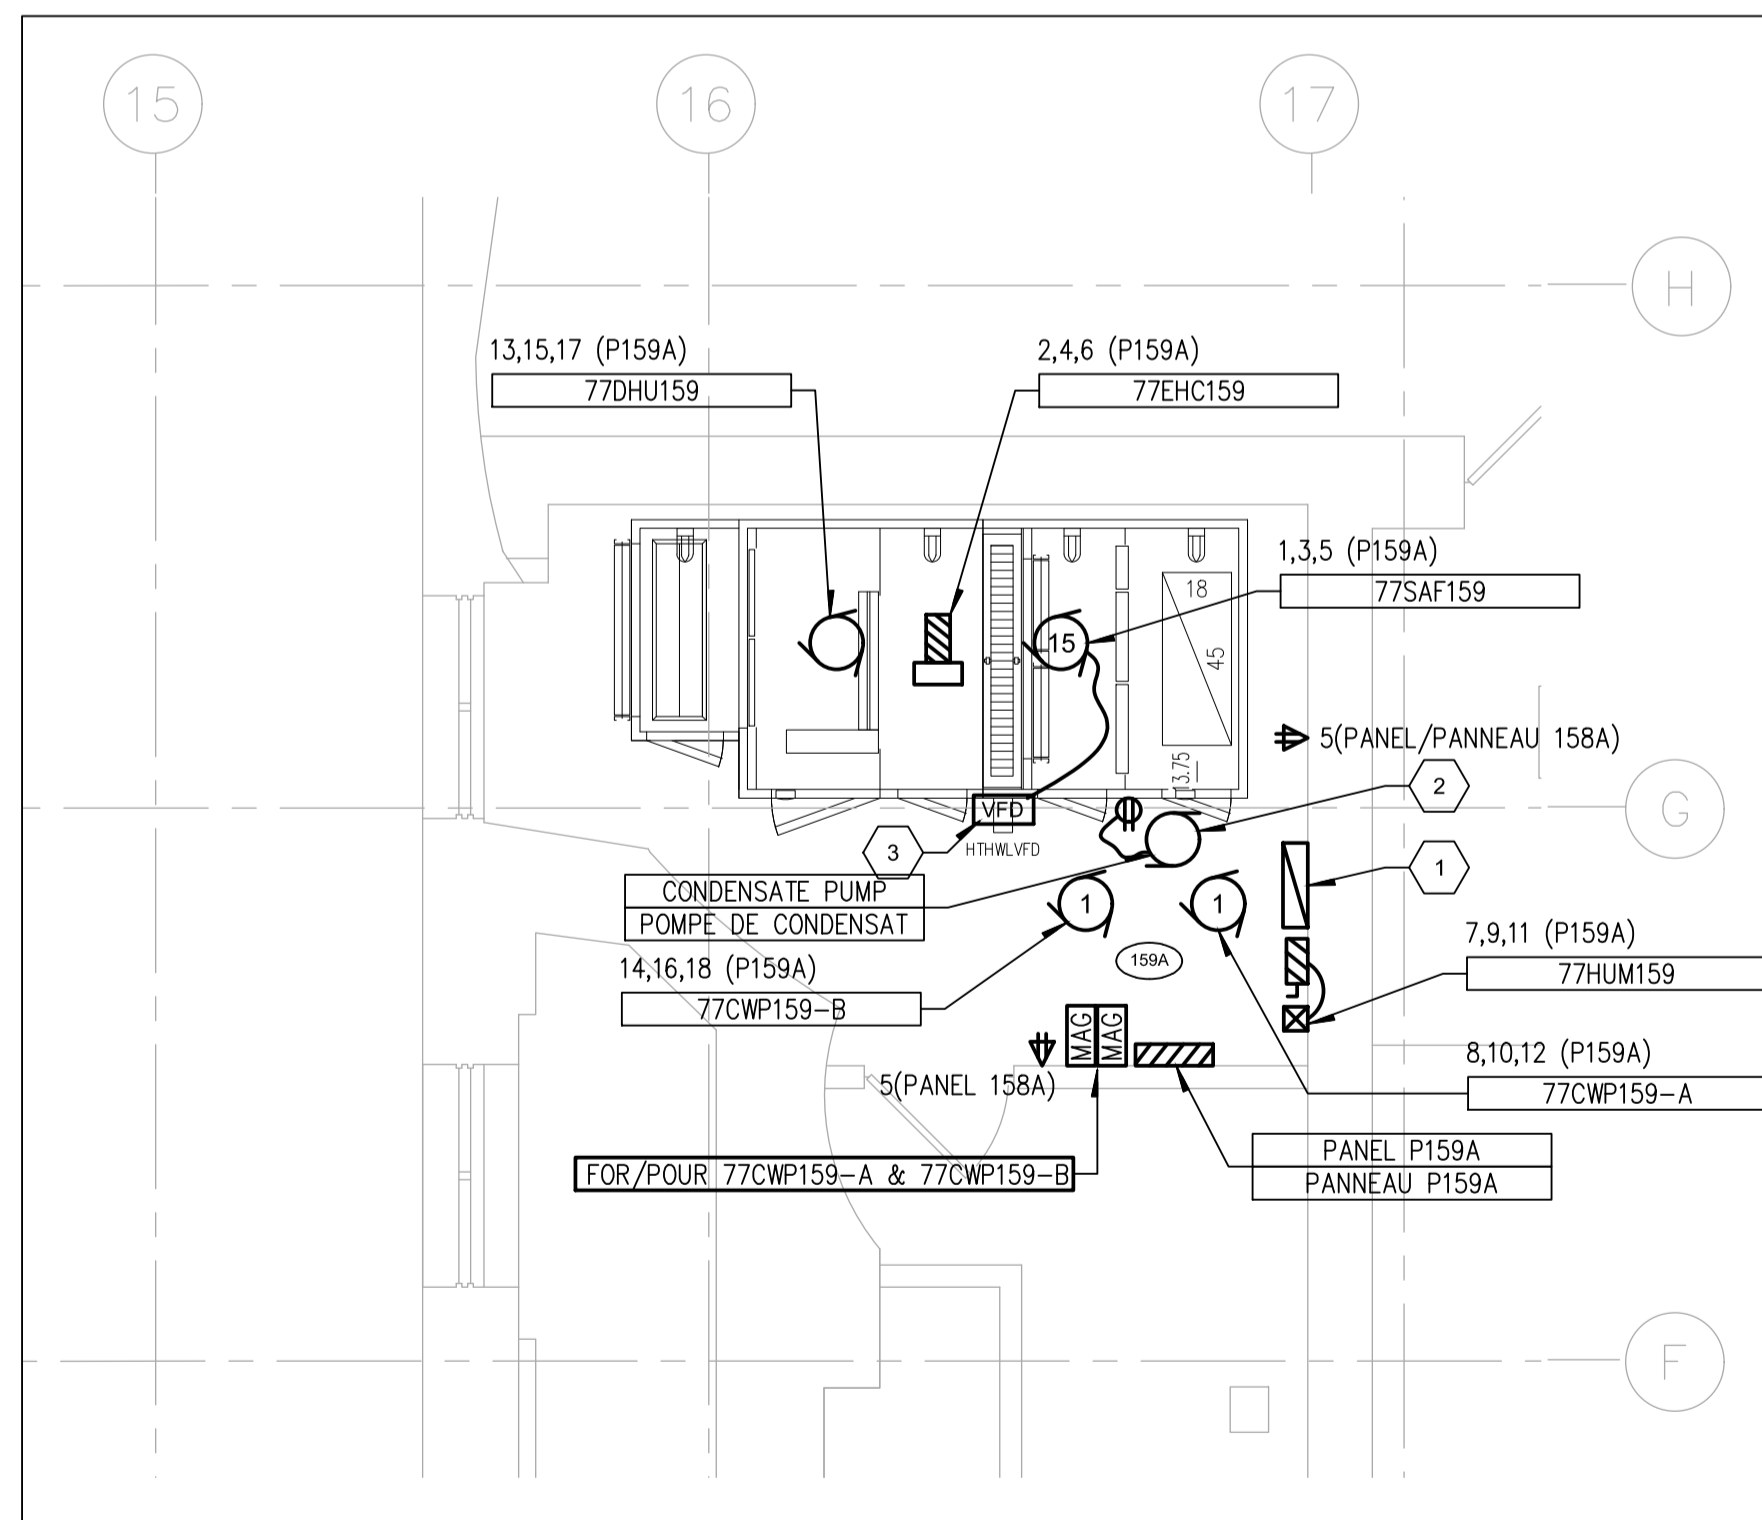 15
16
17
H
13,15,17 (P159A)
77DHU159
2,4,6 (P159A)
77EHC159
1,3,5 (P159A)
77SAF159
18
15
45
5(PANEL/PANNEAU 158A)
13.75
2
VFD
G
3
HTHWLVFD
1
CONDENSATE PUMP
POMPE DE CONDENSAT
1
1
7,9,11 (P159A)
77HUM159
159A
14,16,18 (P159A)
77CWP159-B
MAG
MAG
8,10,12 (P159A)
77CWP159-A
5(PANEL 158A)
PANEL P159A
PANNEAU P159A
FOR/POUR 77CWP159-A & 77CWP159-B
F